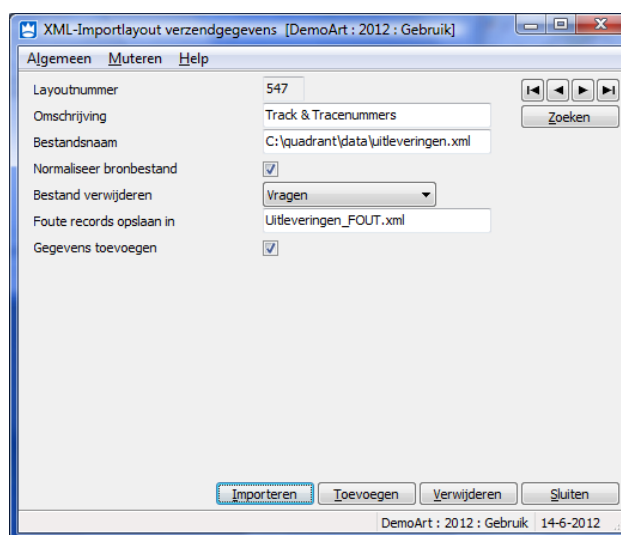 XML-Importlayout verzendgegevens [DemoArt : 2012 : Gebruik]
Algemeen Muteren Help
Layoutnummer 547
Omschrijving Track & Tracenummers
Zoeken
Bestandsnaam C:\quadrant\data\uitleveringen.xml
Normaliseer bronbestand
Bestand verwijderen Vragen
Foute records opslaan in Uitleveringen_FOUT.xml
Gegevens toevoegen
Importeren Toevoegen Verwijderen Sluiten
DemoArt : 2012 : Gebruik 14-6-2012